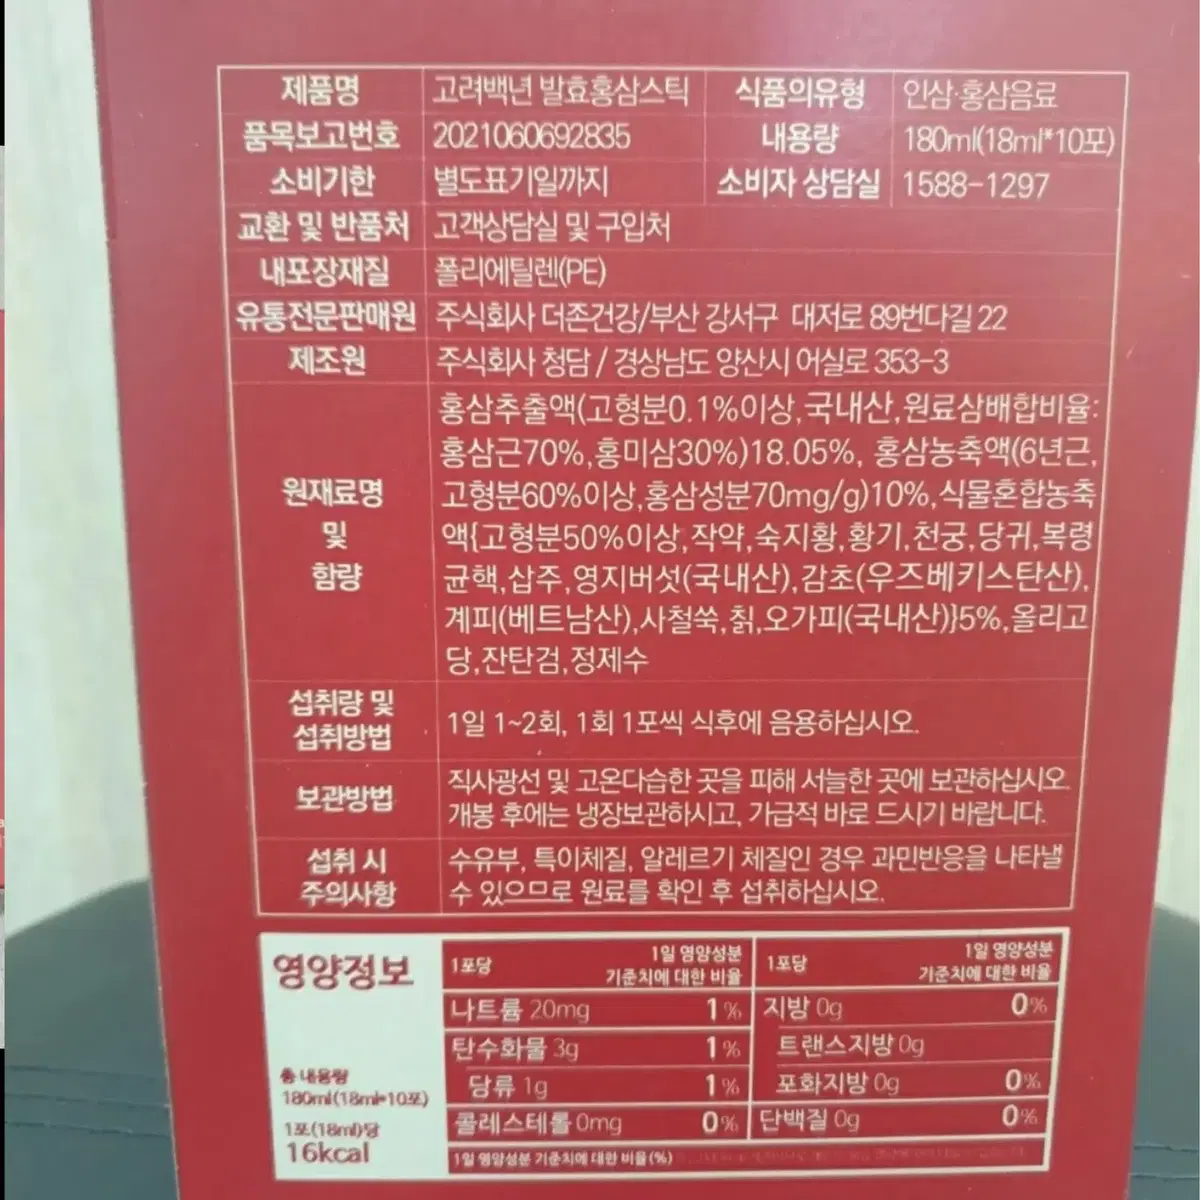 제품명 고려백년 발효홍삼스틱 식품의유형 인삼·홍삼음료
품목보고번호 2021060692835 내용량 180ml(18ml*10포)
소비기한 별도표기일까지 소비자 상담실 1588-1297
교환 및 반품처 고객상담실 및 구입처
내포장재질 폴리에틸렌(PE)
유통전문판매원 주식회사 더존건강/부산 강서구 대저로 89번다길 22
제조원 주식회사 청담 / 경상남도 양산시 어실로 353-3
원재료명
및
함량
홍삼추출액(고형분0.1%이상,국내산,원료삼배합비율:
홍삼근70%,홍미삼30%)18.05%, 홍삼농축액(6년근,
고형분60%이상,홍삼성분70mg/g)10%,식물혼합농축
액{고형분50%이상,작약,숙지황,황기,천궁,당귀,복령
균핵,삽주,영지버섯(국내산),감초(우즈베키스탄산),
계피(베트남산),사철쑥,칡,오가피(국내산)}5%,올리고
당,잔탄검,정제수
섭취량 및
섭취방법
1일 1~2회, 1회 1포씩 식후에 음용하십시오.
보관방법
직사광선 및 고온다습한 곳을 피해 서늘한 곳에 보관하십시오.
개봉 후에는 냉장보관하시고, 가급적 바로 드시기 바랍니다.
섭취 시
주의사항
수유부, 특이체질, 알레르기 체질인 경우 과민반응을 나타낼
수 있으므로 원료를 확인 후 섭취하십시오.
영양정보
총 내용량
180ml(18ml*10포)
1포(18ml)당
16kcal
1포당 1일 영양성분
기준치에 대한 비율
나트륨 20mg 1%
탄수화물 3g 1%
당류 1g 1%
콜레스테롤 0mg 0%
1포당 1일 영양성분
기준치에 대한 비율
지방 0g 0%
트랜스지방 0g
포화지방 0g 0%
단백질 0g 0%
1일 영양성분 기준치에 대한 비율(%)